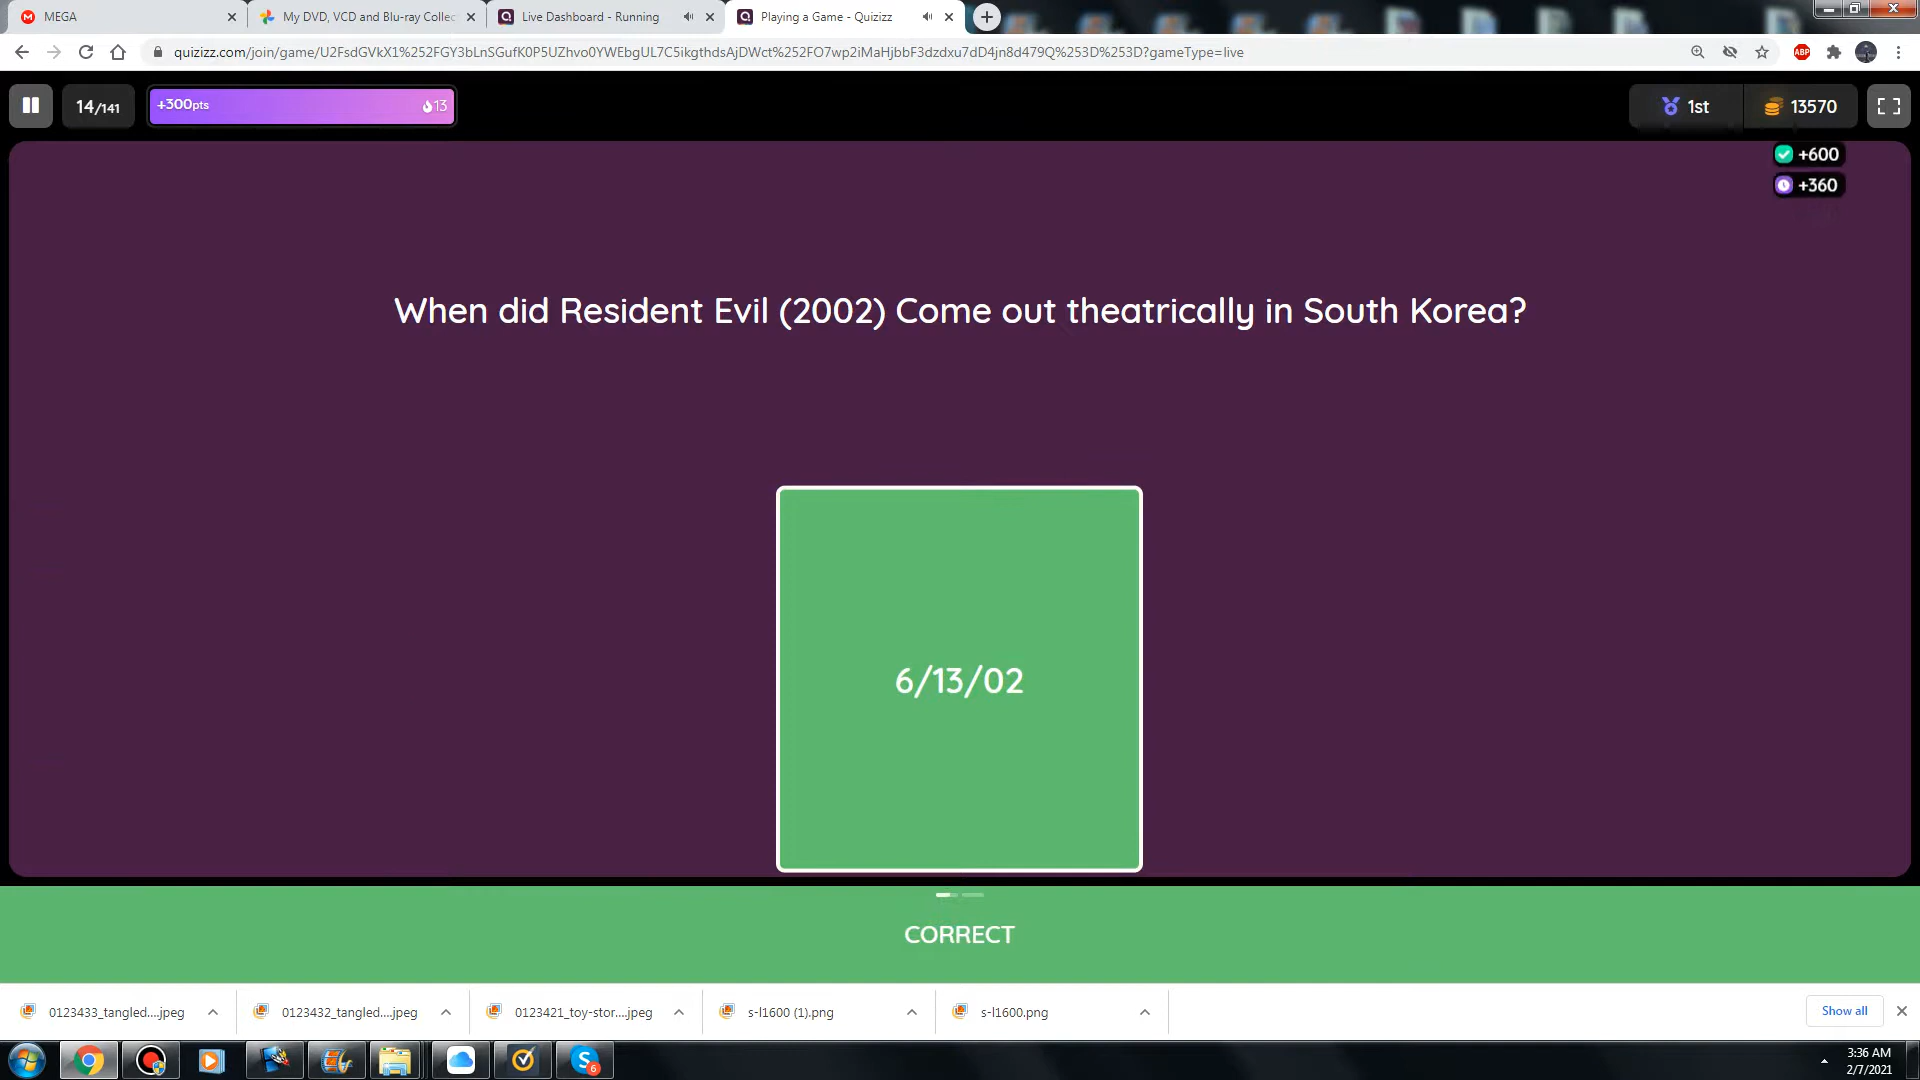 MEGA
My DVD, VCD and Blu-ray Collec
Live Dashboard - Running
Playing a Game - Quizizz
quizizz.com/join/game/U2FsdGVkX1%252FGY3bLnSGufK0P5UZhvo0YWEbgUL7C5ikgthdsAjDWct%252FO7wp2iMaHjbbF3dzdxu7dD4jn8d479Q%253D%253D?gameType=live
ABP
14/141
+300pts
13
1st
13570
+600
+360
When did Resident Evil (2002) Come out theatrically in South Korea?
6/13/02
CORRECT
0123433_tangled....jpeg
0123432_tangled....jpeg
0123421_toy-stor....jpeg
s-l1600 (1).png
s-l1600.png
Show all
6
3:36 AM
2/7/2021